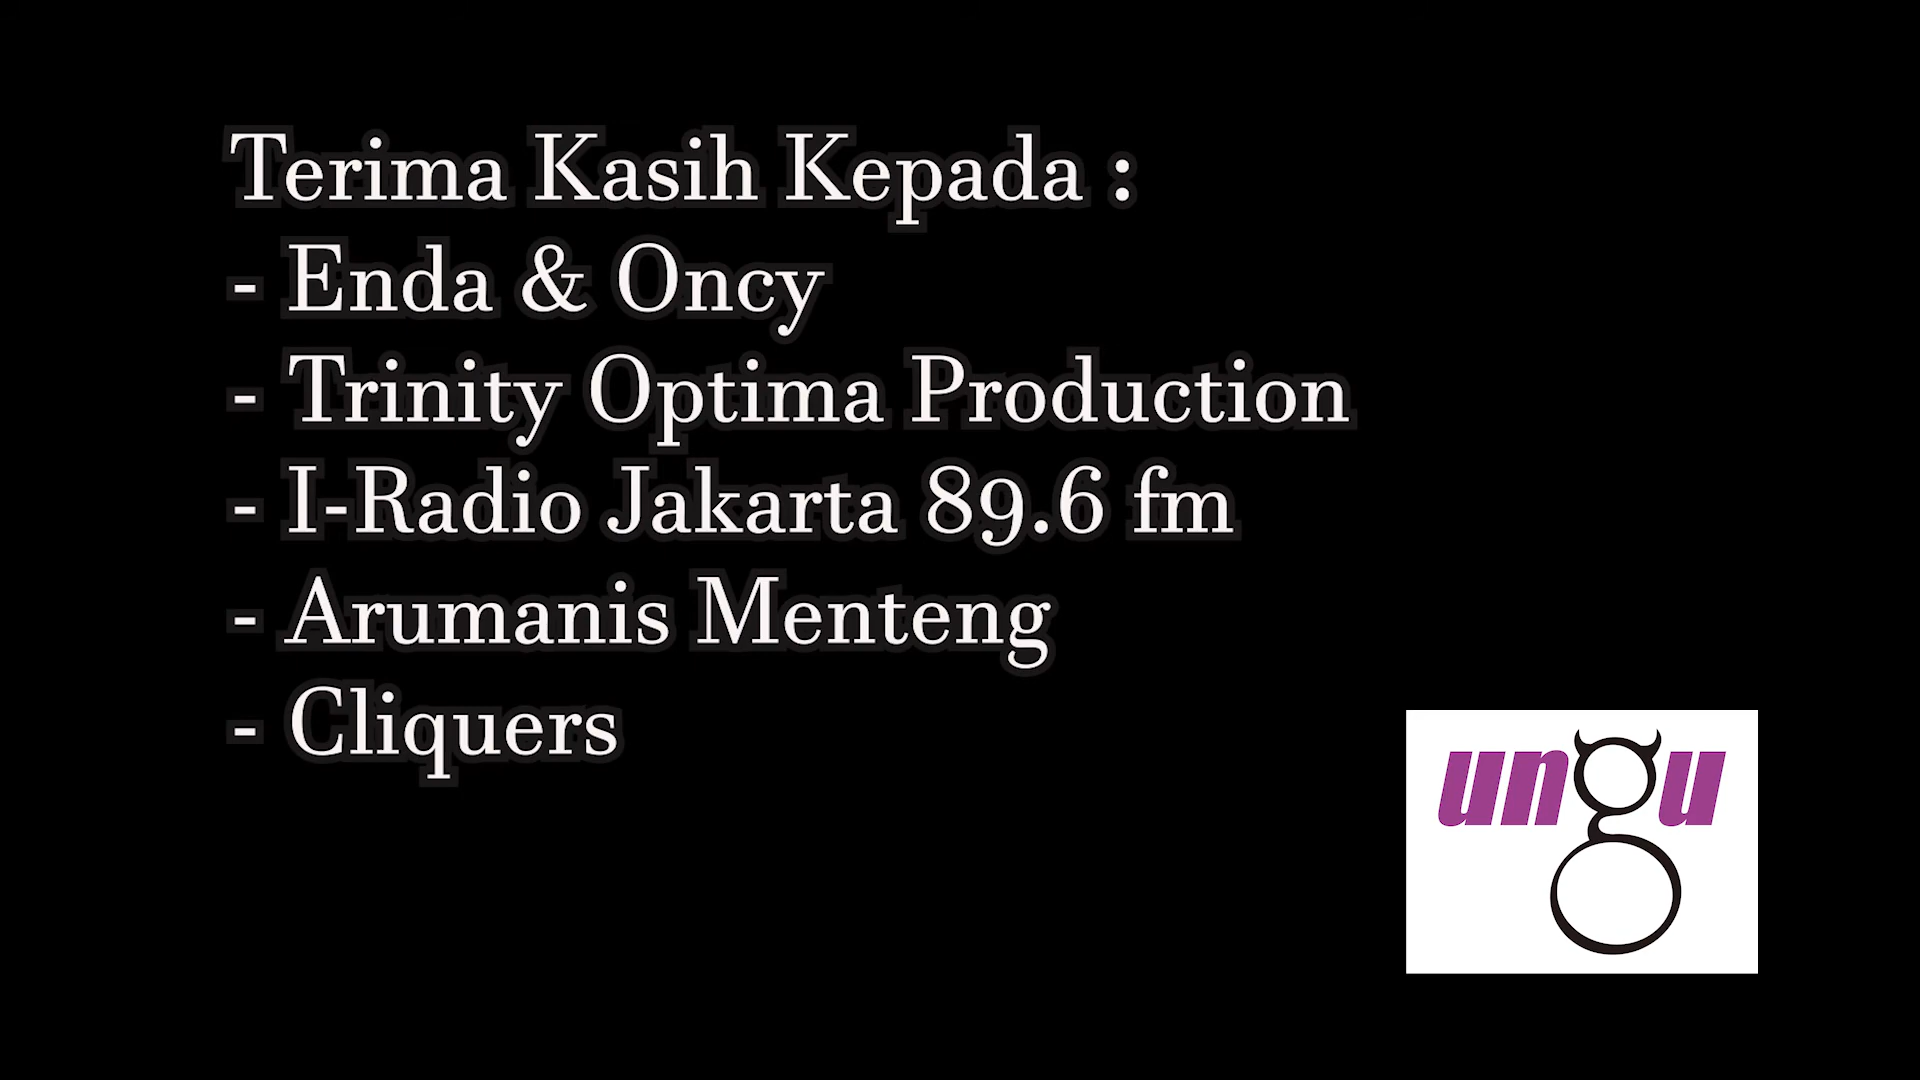 Terima Kasih Kepada :
- Enda & Oncy
- Trinity Optima Production
- I-Radio Jakarta 89.6 fm
- Arumanis Menteng
- Cliquers
ungu